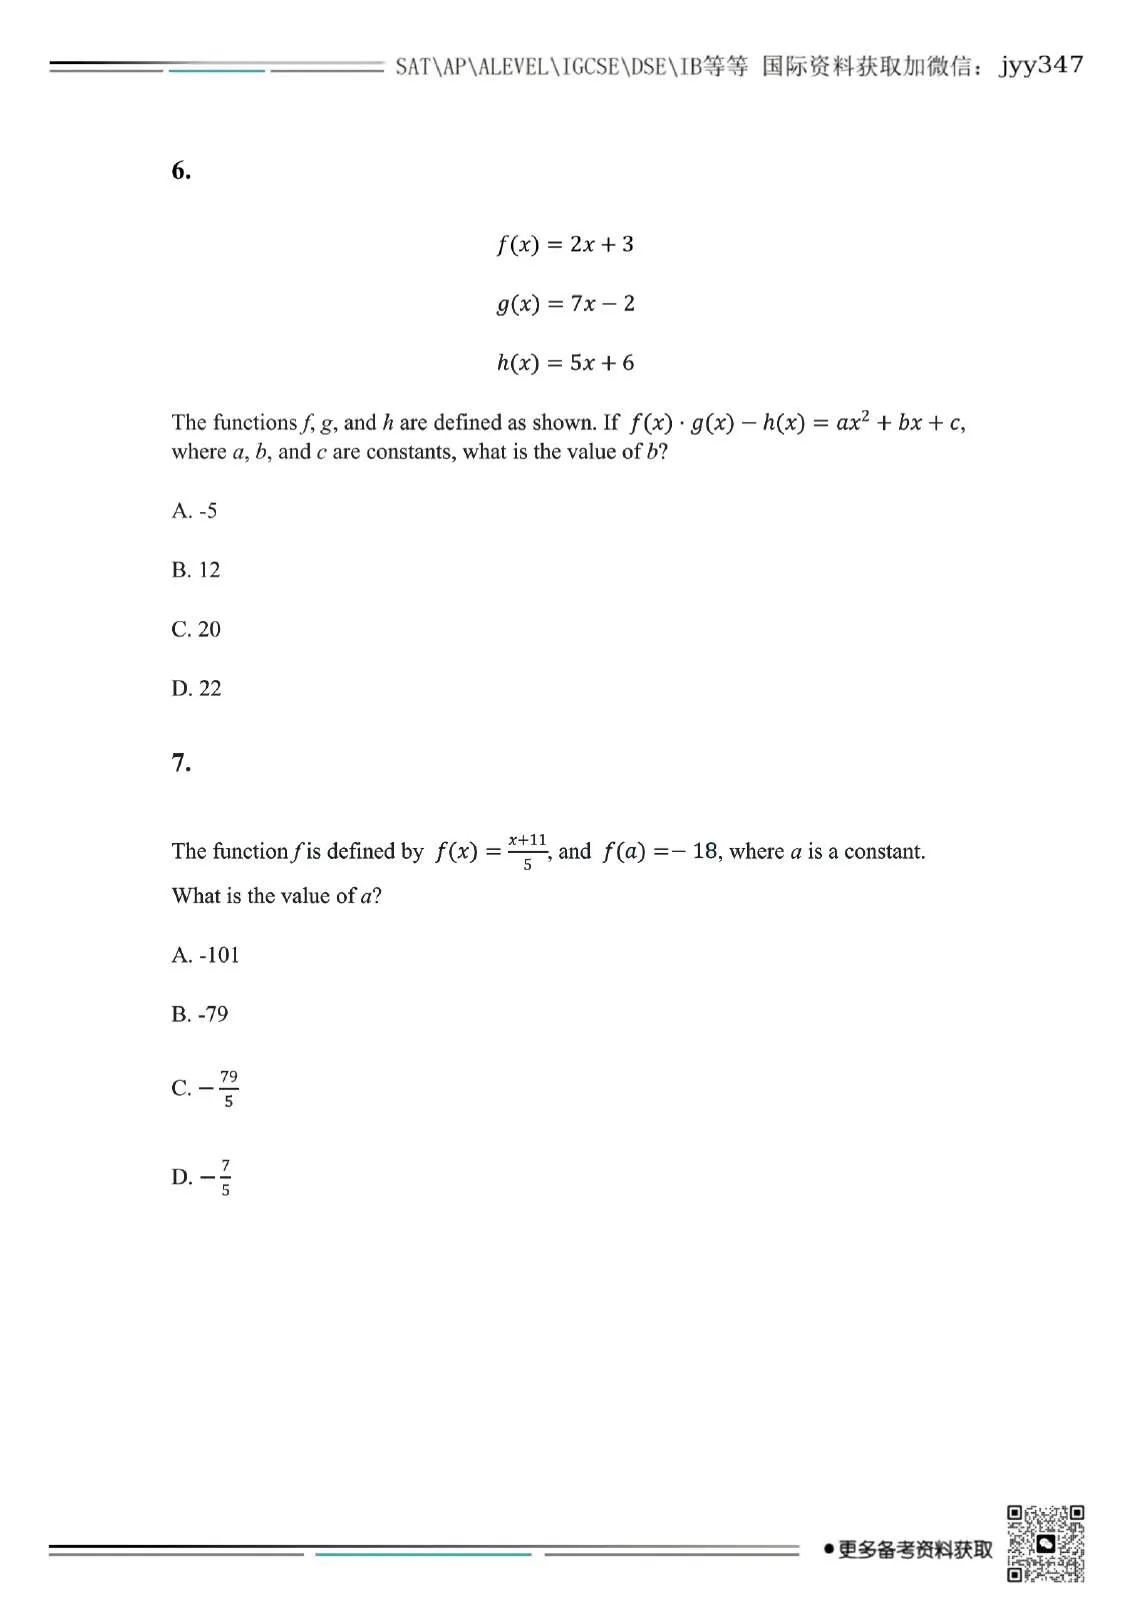 SAT\AP\ALEVEL\IGCSE\DSE\IB等等 国际资料获取加微信: jyy347
6.
f(x) = 2x + 3
g(x) = 7x − 2
h(x) = 5x + 6
The functions f, g, and h are defined as shown. If f(x) · g(x) − h(x) = ax² + bx + c,
where a, b, and c are constants, what is the value of b?
A. -5
B. 12
C. 20
D. 22
7.
The function f is defined by f(x) = (x+11)/5, and f(a) =− 18, where a is a constant.
What is the value of a?
A. -101
B. -79
C. −79/5
D. −7/5
●更多备考资料获取